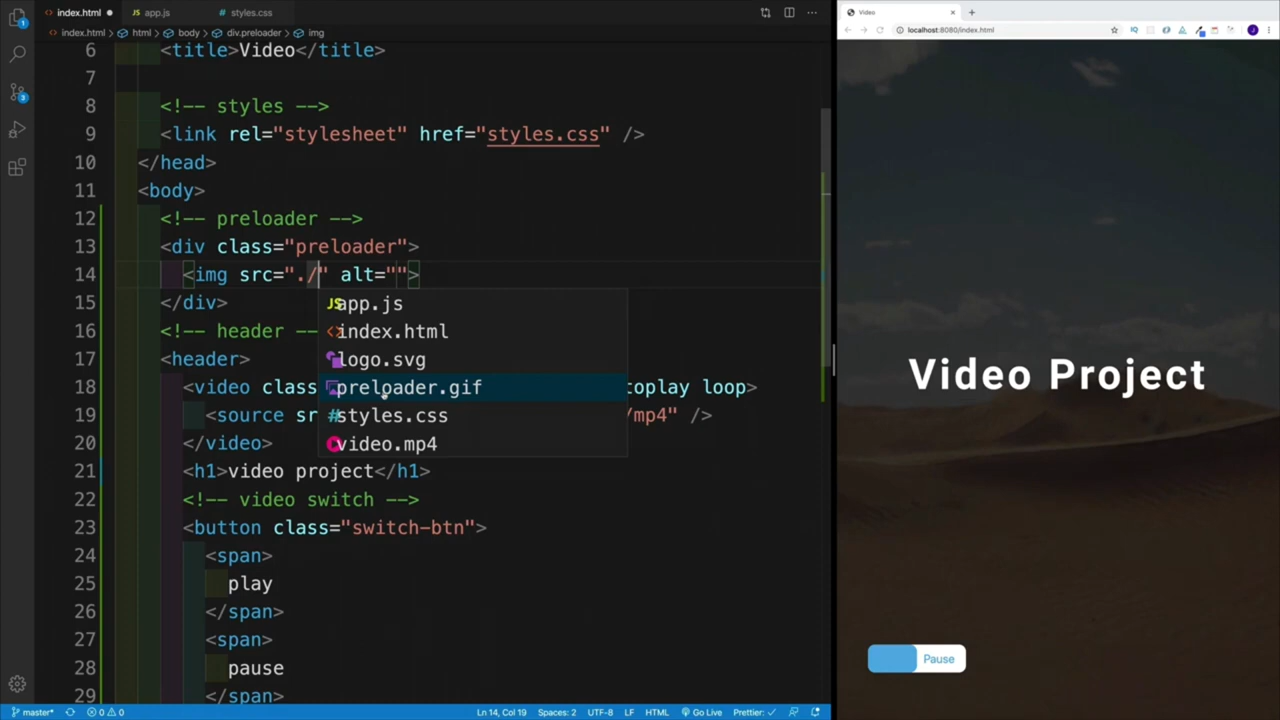 index.html
app.js
# styles.css
index.html > html > body > div.preloader > img
6 <title>Video</title>
7
8 <!-- styles -->
9 <link rel="stylesheet" href="styles.css" />
10 </head>
11 <body>
12 <!-- preloader -->
13 <div class="preloader">
14 <img src="./" alt="">
15 </div>
16 <!-- header --
17 <header>
18 <video class toplay loop>
19 <source sr /mp4" />
20 </video>
21 <h1>video project</h1>
22 <!-- video switch -->
23 <button class="switch-btn">
24 <span>
25 play
26 </span>
27 <span>
28 pause
29 </span>
JS app.js
<> index.html
logo.svg
preloader.gif
# styles.css
video.mp4
1
3
master*
0 0
Ln 14, Col 19
Spaces: 2
UTF-8
LF
HTML
Go Live
Prettier: ✓
Video
localhost:8080/index.html
J
Video Project
Pause